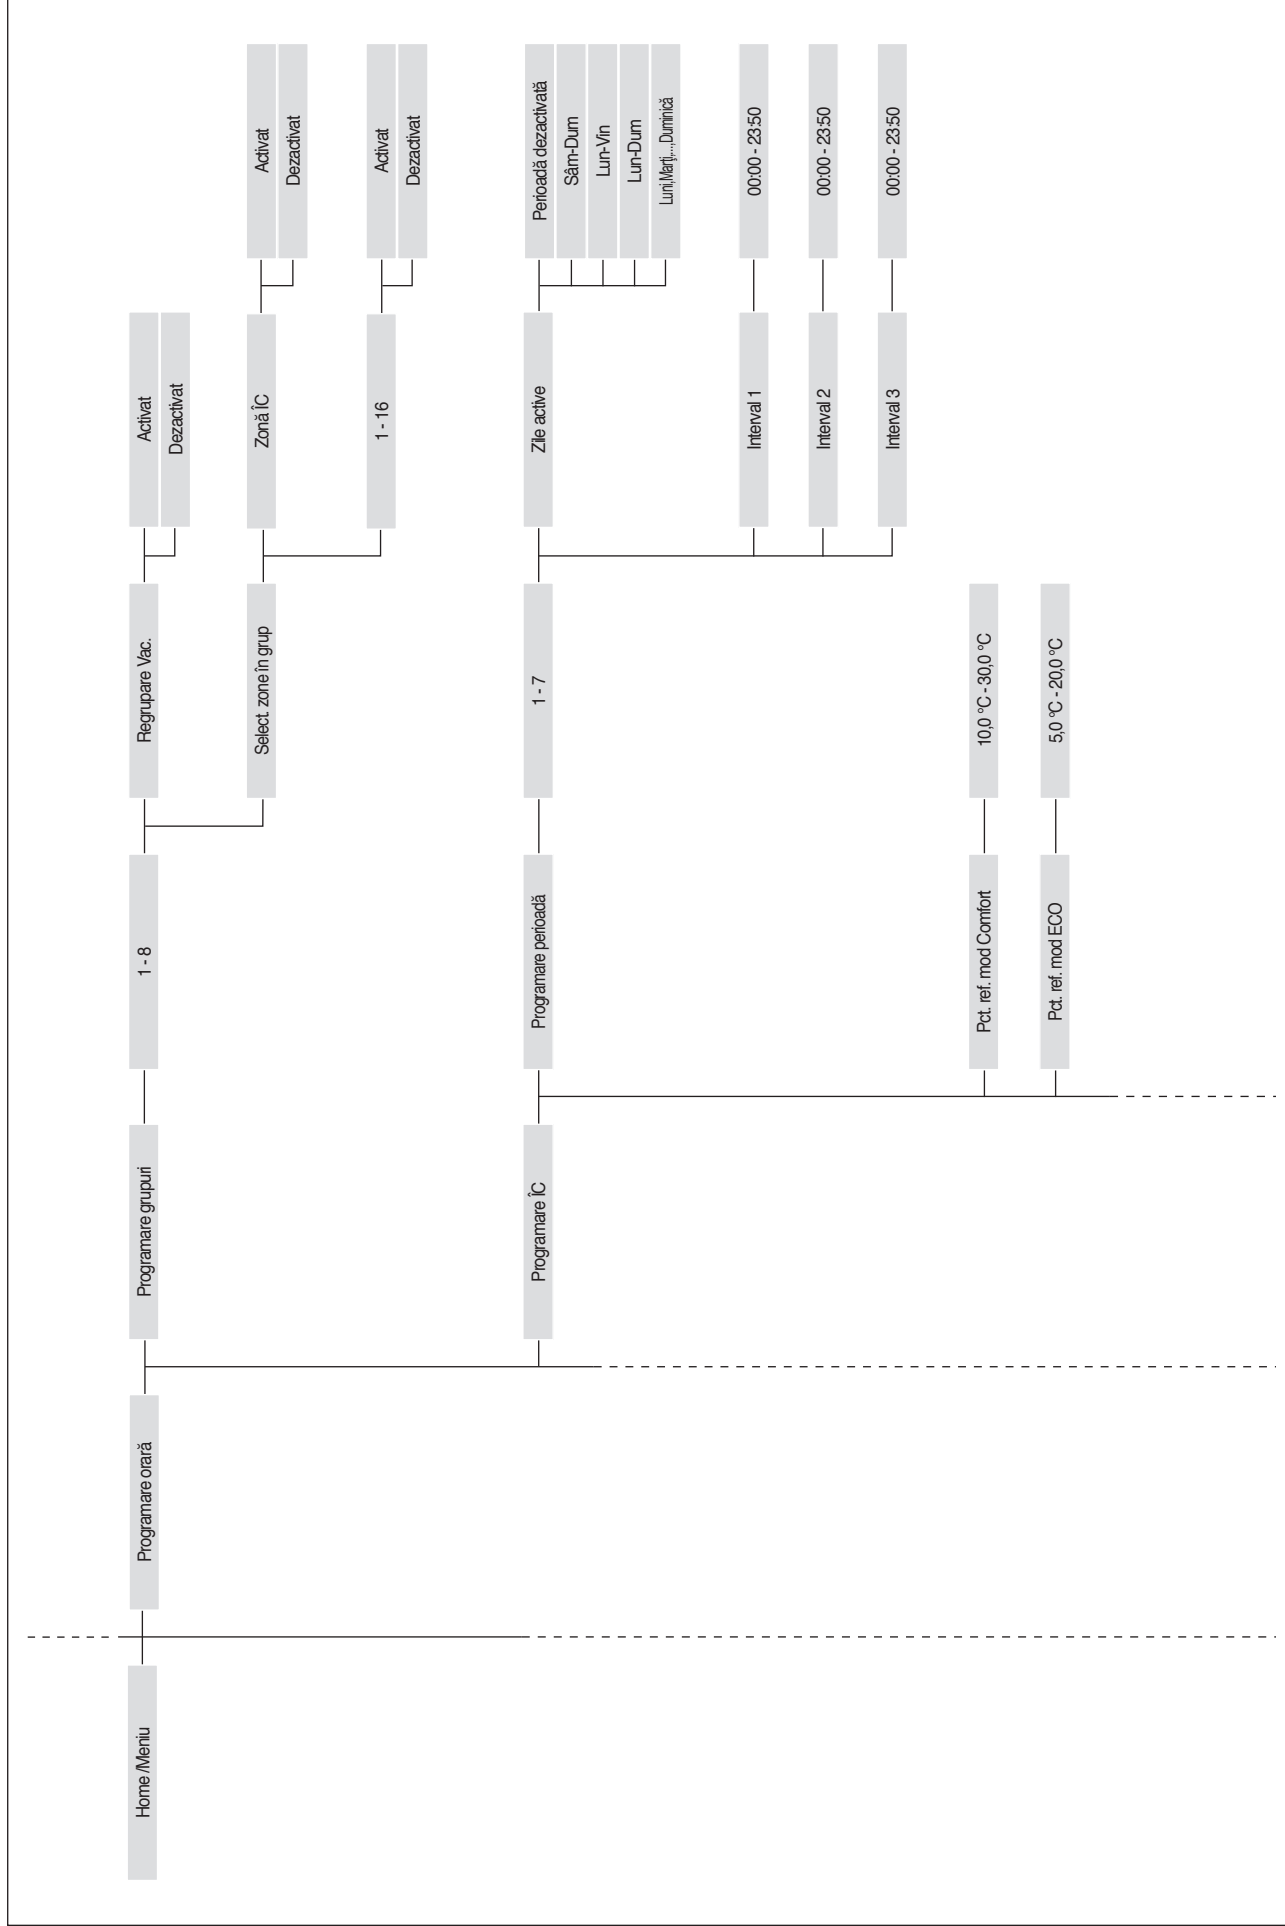 Home /Meniu
Programare orară
Programare grupuri
1 - 8
Regrupare Vac.
Activat
Dezactivat
Select. zone în grup
Zonă ÎC
Activat
Dezactivat
1 - 16
Activat
Dezactivat
Programare ÎC
Programare perioadă
1 - 7
Zile active
Perioadă dezactivată
Sâm-Dum
Lun-Vin
Lun-Dum
Luni,Marţi,...,Duminică
Interval 1
00:00 - 23:50
Interval 2
00:00 - 23:50
Interval 3
00:00 - 23:50
Pct. ref. mod Comfort
10,0 °C - 30,0 °C
Pct. ref. mod ECO
5,0 °C - 20,0 °C